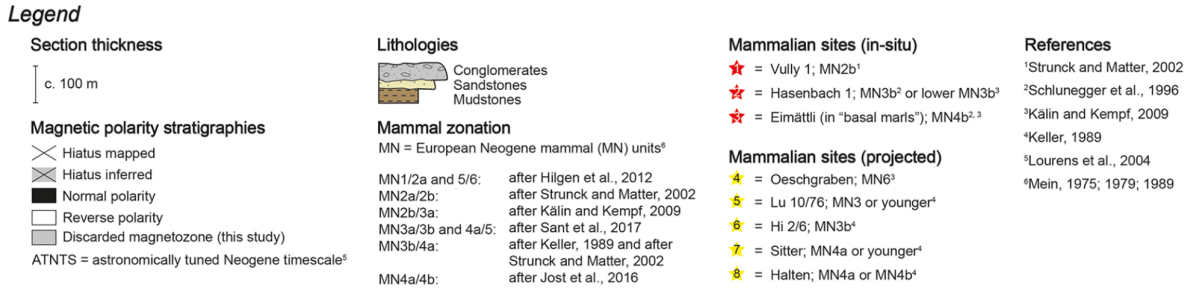 Legend
Section thickness
c. 100 m
Magnetic polarity stratigraphies
Hiatus mapped
Hiatus inferred
Normal polarity
Reverse polarity
Discarded magnetozone (this study)
ATNTS = astronomically tuned Neogene timescale⁵
Lithologies
Conglomerates
Sandstones
Mudstones
Mammal zonation
MN = European Neogene mammal (MN) units⁶
MN1/2a and 5/6: after Hilgen et al., 2012
MN2a/2b: after Strunck and Matter, 2002
MN2b/3a: after Kälin and Kempf, 2009
MN3a/3b and 4a/5: after Sant et al., 2017
MN3b/4a: after Keller, 1989 and after
Strunck and Matter, 2002
MN4a/4b: after Jost et al., 2016
Mammalian sites (in-situ)
1 = Vully 1; MN2b¹
2 = Hasenbach 1; MN3b² or lower MN3b³
3 = Eimättli (in “basal marls”); MN4b²,³
Mammalian sites (projected)
4 = Oeschgraben; MN6³
5 = Lu 10/76; MN3 or younger⁴
6 = Hi 2/6; MN3b⁴
7 = Sitter; MN4a or younger⁴
8 = Halten; MN4a or MN4b⁴
References
¹Strunck and Matter, 2002
²Schlunegger et al., 1996
³Kälin and Kempf, 2009
⁴Keller, 1989
⁵Lourens et al., 2004
⁶Mein, 1975; 1979; 1989